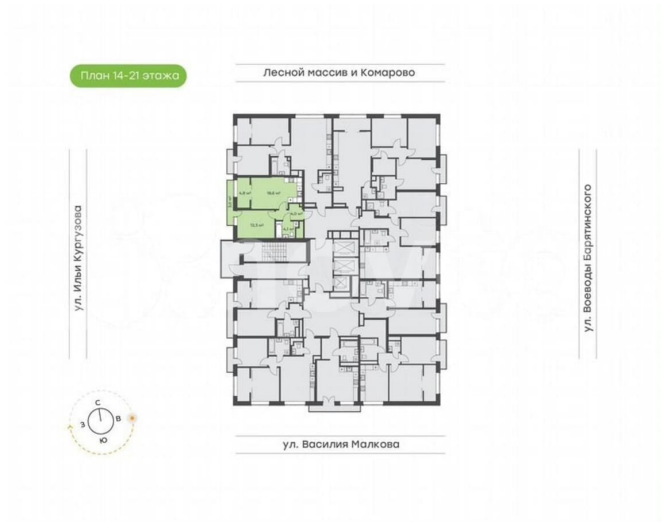 План 14-21 этажа
Лесной массив и Комарово
ул. Ильи Кургузова
ул. Воеводы Барятинского
С
З
В
Ю
ул. Василия Малкова